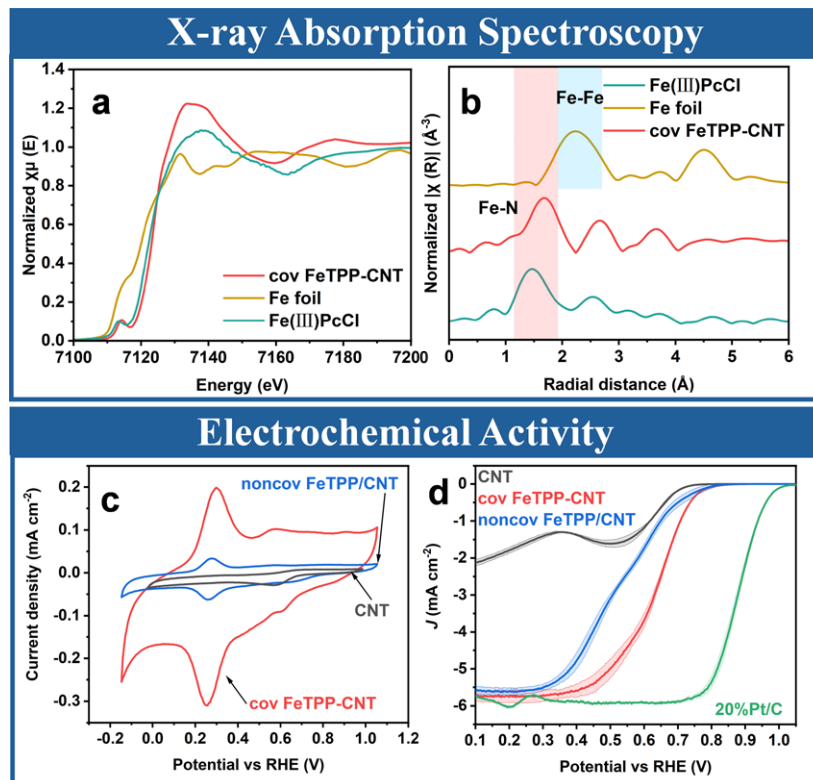 X-ray Absorption Spectroscopy
a
Normalized χμ (E)
1.4
1.2
1.0
0.8
0.6
0.4
0.2
0.0
cov FeTPP-CNT
Fe foil
Fe(III)PcCl
7100 7120 7140 7160 7180 7200
Energy (eV)
b
Normalized |χ (R)| (Å⁻³)
Fe-Fe
Fe(III)PcCl
Fe foil
cov FeTPP-CNT
Fe-N
0 1 2 3 4 5 6
Radial distance (Å)
Electrochemical Activity
c
Current density (mA cm⁻²)
0.2
0.1
0.0
-0.1
-0.2
-0.3
noncov FeTPP/CNT
CNT
cov FeTPP-CNT
0.0 0.2 0.4 0.6 0.8 1.0 1.2
Potential vs RHE (V)
d
J (mA cm⁻²)
0
-1
-2
-3
-4
-5
-6
CNT
cov FeTPP-CNT
noncov FeTPP/CNT
20%Pt/C
0.1 0.2 0.3 0.4 0.5 0.6 0.7 0.8 0.9 1.0
Potential vs RHE (V)